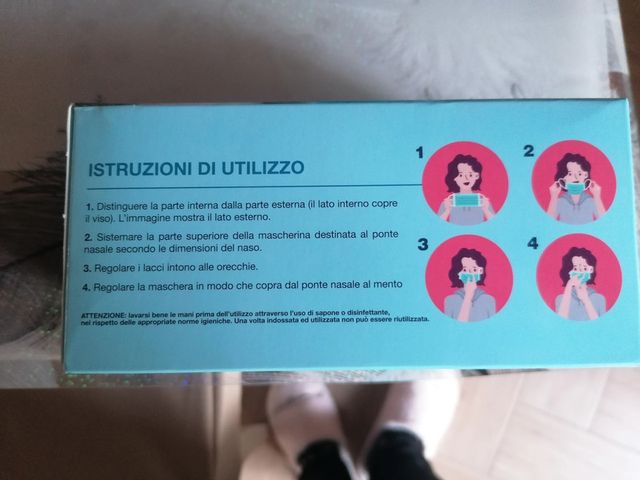 ISTRUZIONI DI UTILIZZO
1. Distinguere la parte interna dalla parte esterna (il lato interno copre
il viso). L'immagine mostra il lato esterno.
2. Sistemare la parte superiore della mascherina destinata al ponte
nasale secondo le dimensioni del naso.
3. Regolare i lacci intono alle orecchie.
4. Regolare la maschera in modo che copra dal ponte nasale al mento
ATTENZIONE: lavarsi bene le mani prima dell'utilizzo attraverso l'uso di sapone o disinfettante,
nel rispetto delle appropriate norme igieniche. Una volta indossata ed utilizzata non può essere riutilizzata.
1
2
3
4